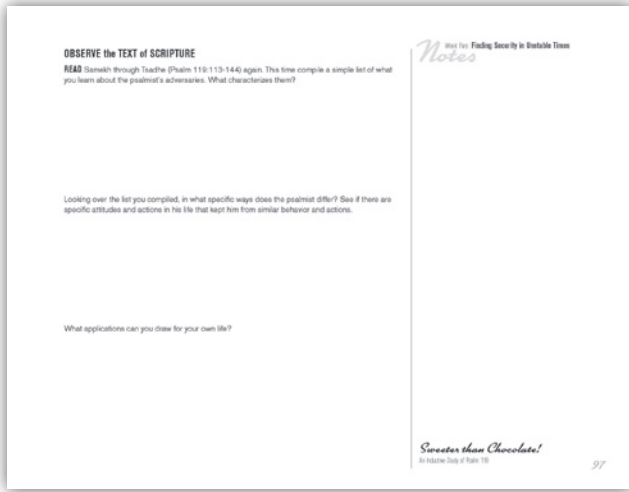 OBSERVE the TEXT of SCRIPTURE
READ Samekh through Tsadhe (Psalm 119:113-144) again. This time compile a simple list of what
you learn about the psalmist's adversaries. What characterizes them?
Looking over the list you compiled, in what specific ways does the psalmist differ? See if there are
specific attitudes and actions in his life that kept him from similar behavior and actions.
What applications can you draw for your own life?
Week Five: Finding Security in Unstable Times
Notes
Sweeter than Chocolate!
An Inductive Study of Psalm 119
97